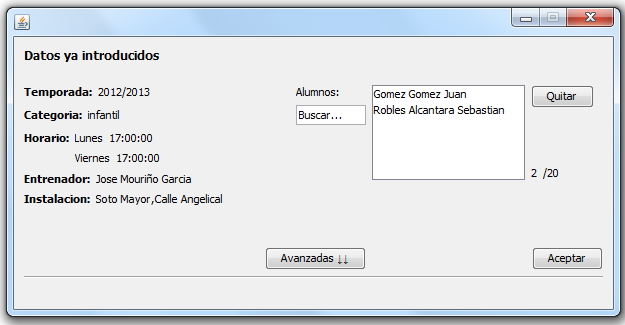 Datos ya introducidos
Temporada: 2012/2013
Categoria: infantil
Horario: Lunes 17:00:00
Viernes 17:00:00
Entrenador: Jose Mouriño Garcia
Instalacion: Soto Mayor,Calle Angelical
Alumnos:
Buscar...
Gomez Gomez Juan
Robles Alcantara Sebastian
Quitar
2 /20
Avanzadas ↓↓
Aceptar